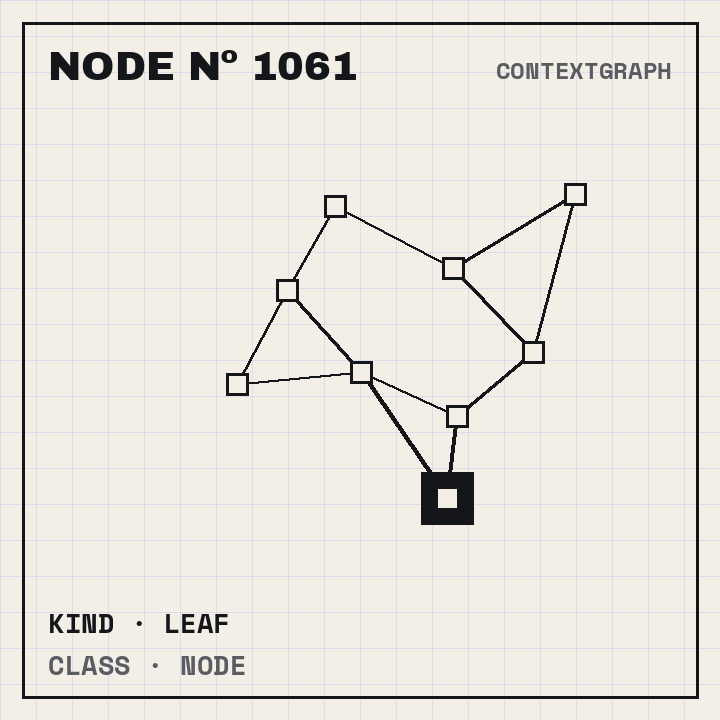 NODE Nº 1061
CONTEXTGRAPH
KIND · LEAF
CLASS · NODE